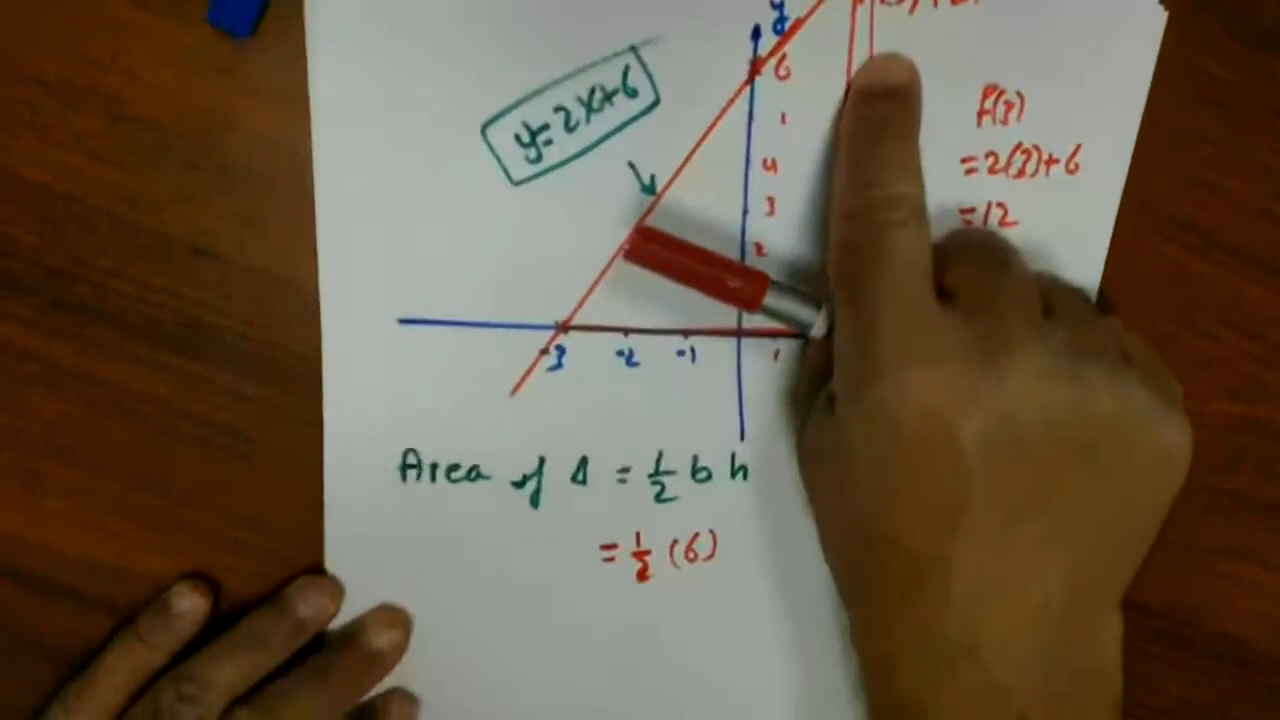 y
6
y=2x+6
1
f(3)
4
=2(3)+6
3
=12
2
-3 -2 -1 1
Area of Δ = 1/2 b h
= 1/2 (6)